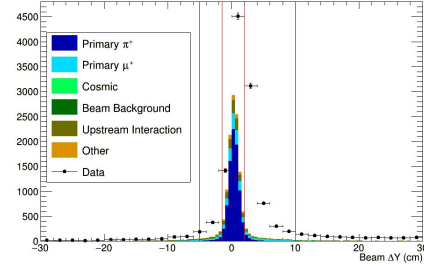 4500
4000
3500
3000
2500
2000
1500
1000
500
0
Primary π⁺
Primary μ⁺
Cosmic
Beam Background
Upstream Interaction
Other
Data
−30 −20 −10 0 10 20 30
Beam ΔY (cm)